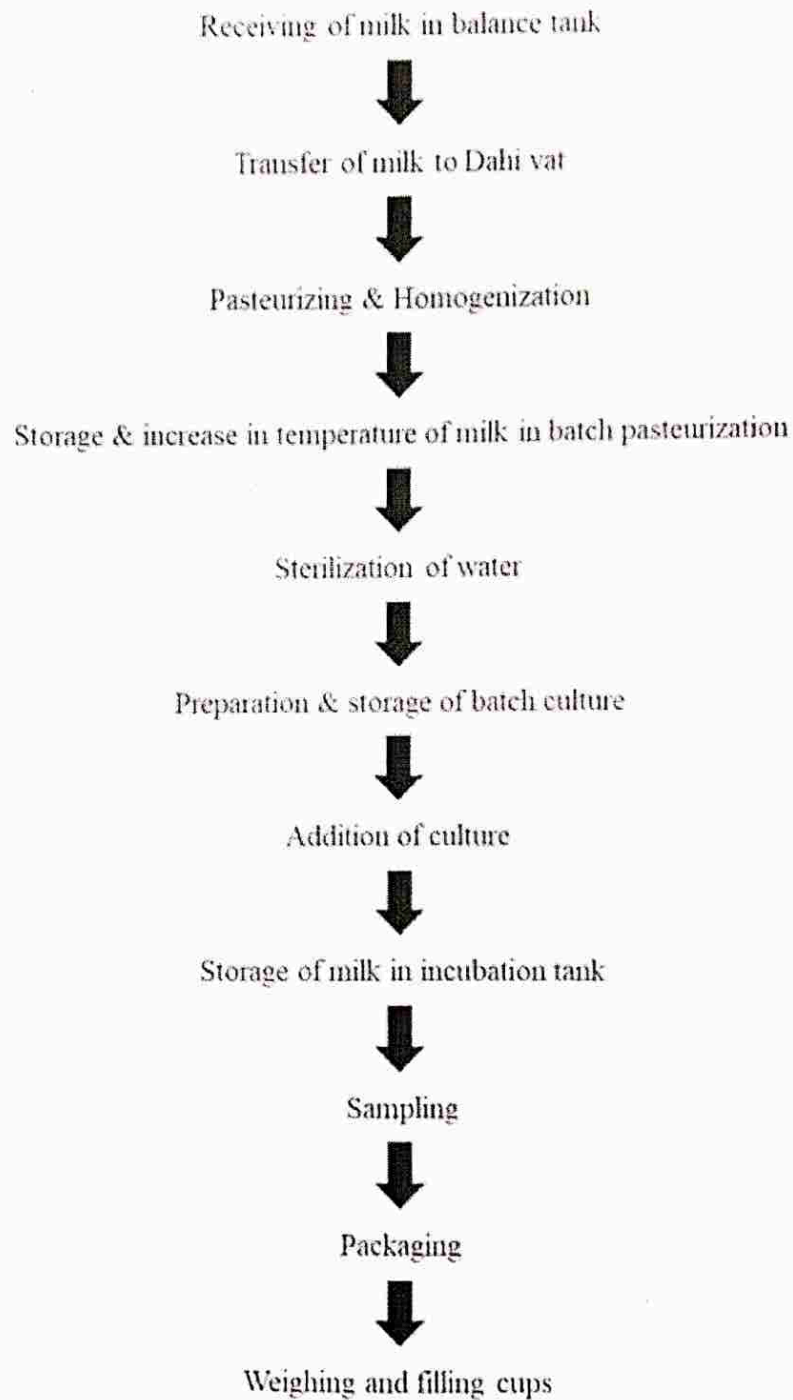 Receiving of milk in balance tank
Transfer of milk to Dahi vat
Pasteurizing & Homogenization
Storage & increase in temperature of milk in batch pasteurization
Sterilization of water
Preparation & storage of batch culture
Addition of culture
Storage of milk in incubation tank
Sampling
Packaging
Weighing and filling cups